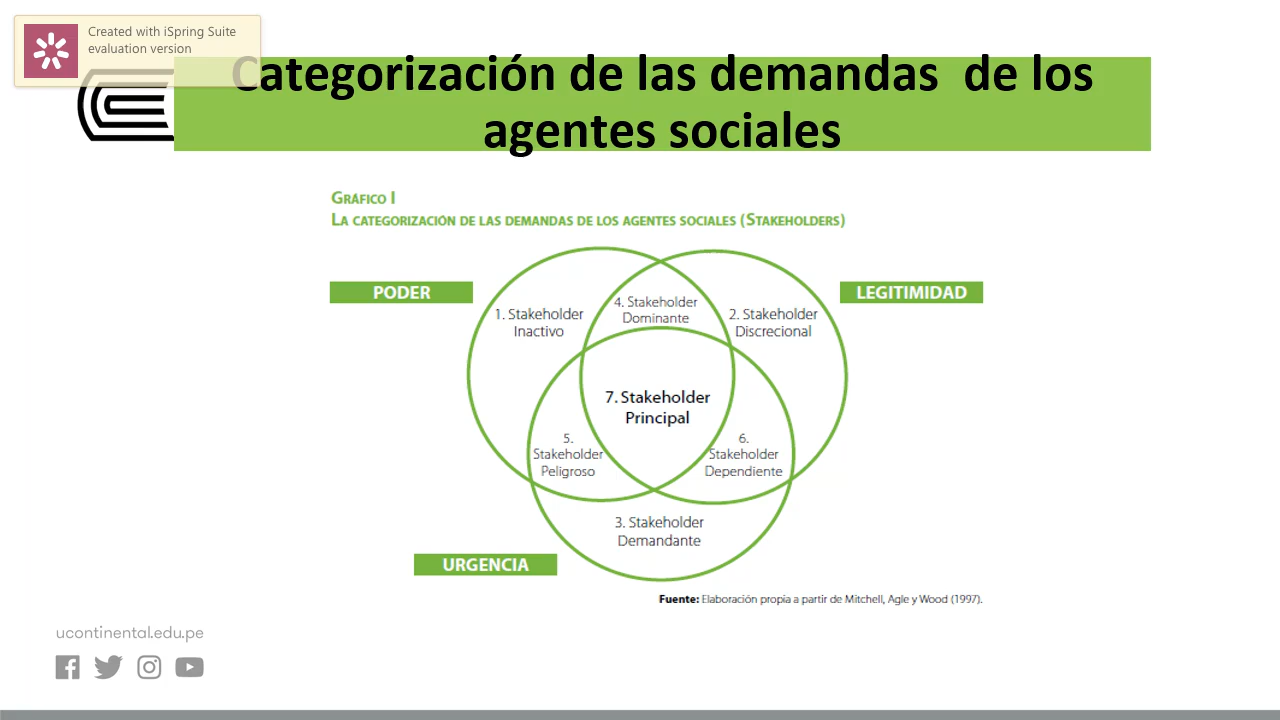 Created with iSpring Suite
evaluation version
Categorización de las demandas de los
agentes sociales
Gráfico I
La categorización de las demandas de los agentes sociales (Stakeholders)
PODER
LEGITIMIDAD
1. Stakeholder
Inactivo
4. Stakeholder
Dominante
2. Stakeholder
Discrecional
7. Stakeholder
Principal
5.
Stakeholder
Peligroso
6.
Stakeholder
Dependiente
3. Stakeholder
Demandante
URGENCIA
Fuente: Elaboración propia a partir de Mitchell, Agle y Wood (1997).
ucontinental.edu.pe